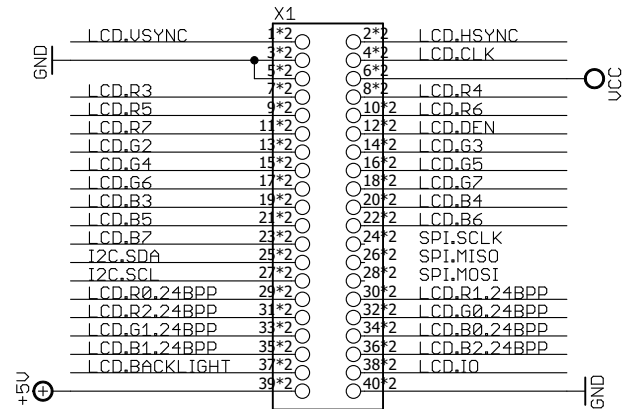 X1
LCD.VSYNC 1*2 2*2 LCD.HSYNC
GND 3*2 4*2 LCD.CLK
5*2 6*2 VCC
LCD.R3 7*2 8*2 LCD.R4
LCD.R5 9*2 10*2 LCD.R6
LCD.R7 11*2 12*2 LCD.DEN
LCD.G2 13*2 14*2 LCD.G3
LCD.G4 15*2 16*2 LCD.G5
LCD.G6 17*2 18*2 LCD.G7
LCD.B3 19*2 20*2 LCD.B4
LCD.B5 21*2 22*2 LCD.B6
LCD.B7 23*2 24*2 SPI.SCLK
I2C.SDA 25*2 26*2 SPI.MISO
I2C.SCL 27*2 28*2 SPI.MOSI
LCD.R0.24BPP 29*2 30*2 LCD.R1.24BPP
LCD.R2.24BPP 31*2 32*2 LCD.G0.24BPP
LCD.G1.24BPP 33*2 34*2 LCD.B0.24BPP
LCD.B1.24BPP 35*2 36*2 LCD.B2.24BPP
LCD.BACKLIGHT 37*2 38*2 LCD.IO
+5V 39*2 40*2 GND